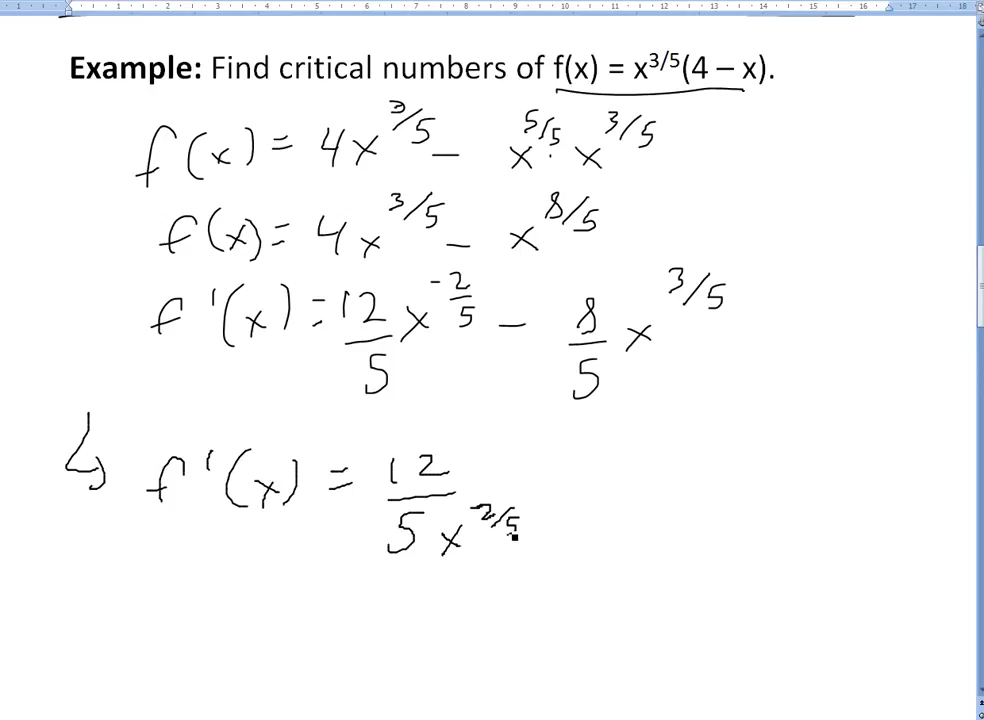 Example: Find critical numbers of f(x) = x^3/5(4 – x).
f(x) = 4x^3/5 – x^5/5 · x^3/5
f(x) = 4x^3/5 – x^8/5
f'(x) = 12/5 x^-2/5 – 8/5 x^3/5
↳ f'(x) = 12/5x^2/5